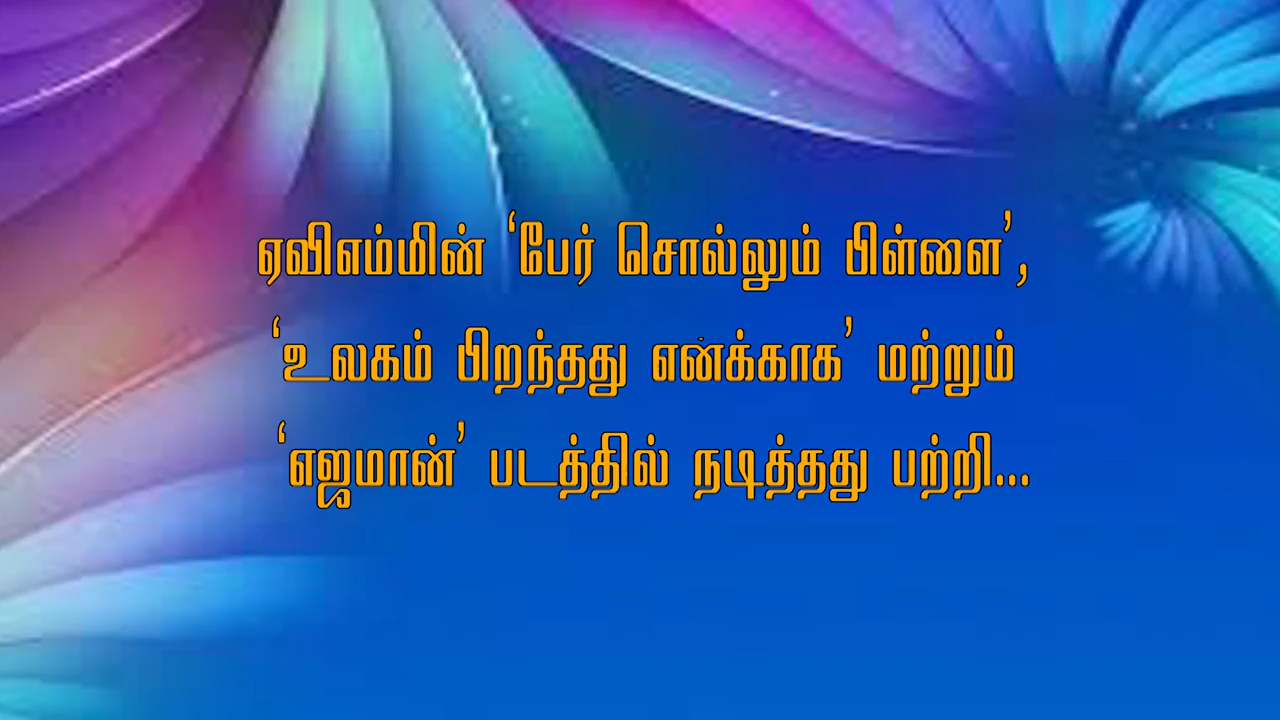 ஏவிஎம்மின் ‘பேர் சொல்லும் பிள்ளை’,
‘உலகம் பிறந்தது எனக்காக’ மற்றும்
‘எஜமான்’ படத்தில் நடித்தது பற்றி...